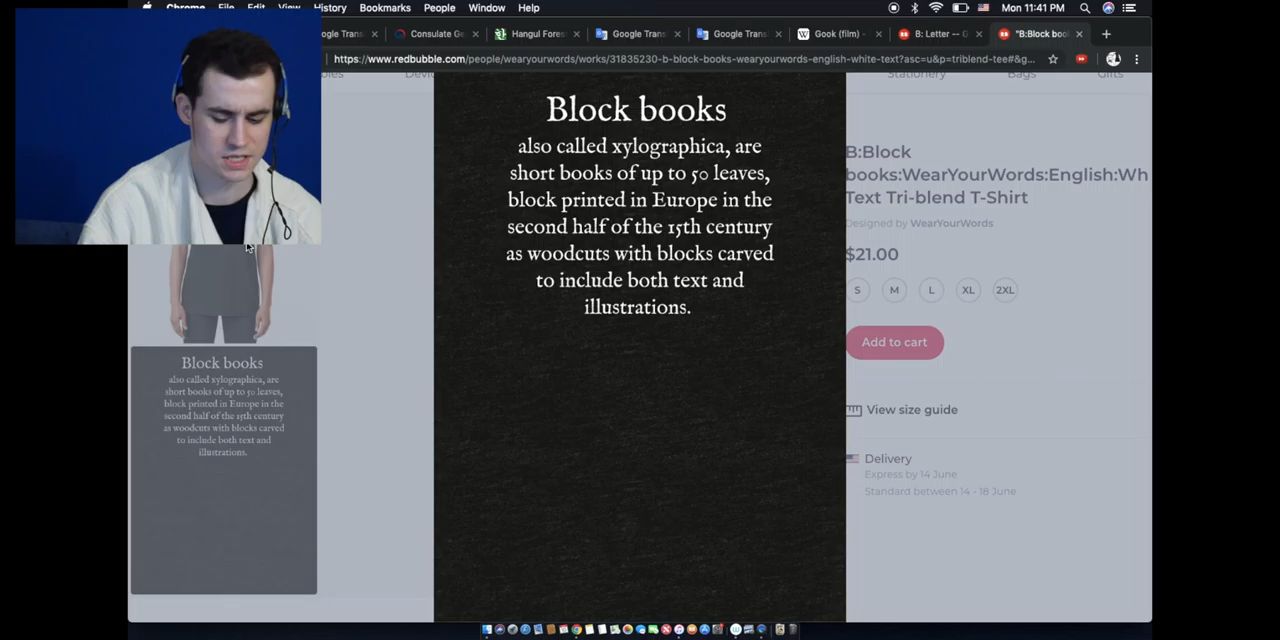 Chrome File Edit View History Bookmarks People Window Help
Mon 11:41 PM
Consulate Ge
Hangul Fores
Google Trans
Google Trans
Gook (film) -
B: Letter -- G
"B:Block boo
https://www.redbubble.com/people/wearyourwords/works/31835230-b-block-books-wearyourwords-english-white-text?asc=u&p=triblend-tee#&g...
Stationery
Bags
Gifts
Block books
also called xylographica, are
short books of up to 50 leaves,
block printed in Europe in the
second half of the 15th century
as woodcuts with blocks carved
to include both text and
illustrations.
B:Block
books:WearYourWords:English:Wh
Text Tri-blend T-Shirt
Designed by WearYourWords
$21.00
S M L XL 2XL
Add to cart
View size guide
Delivery
Express by 14 June
Standard between 14 - 18 June
Block books
also called xylographica, are
short books of up to 50 leaves,
block printed in Europe in the
second half of the 15th century
as woodcuts with blocks carved
to include both text and
illustrations.